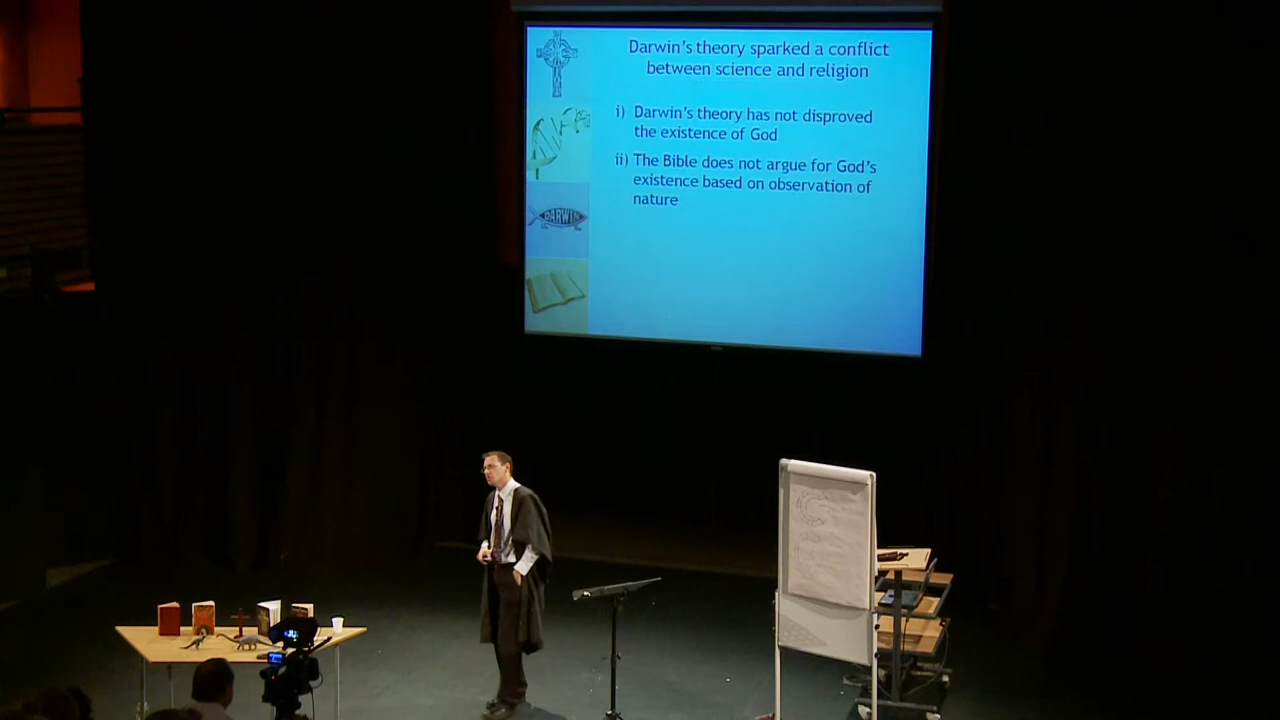 Darwin's theory sparked a conflict
between science and religion
i) Darwin's theory has not disproved
the existence of God
ii) The Bible does not argue for God's
existence based on observation of
nature
DARWIN